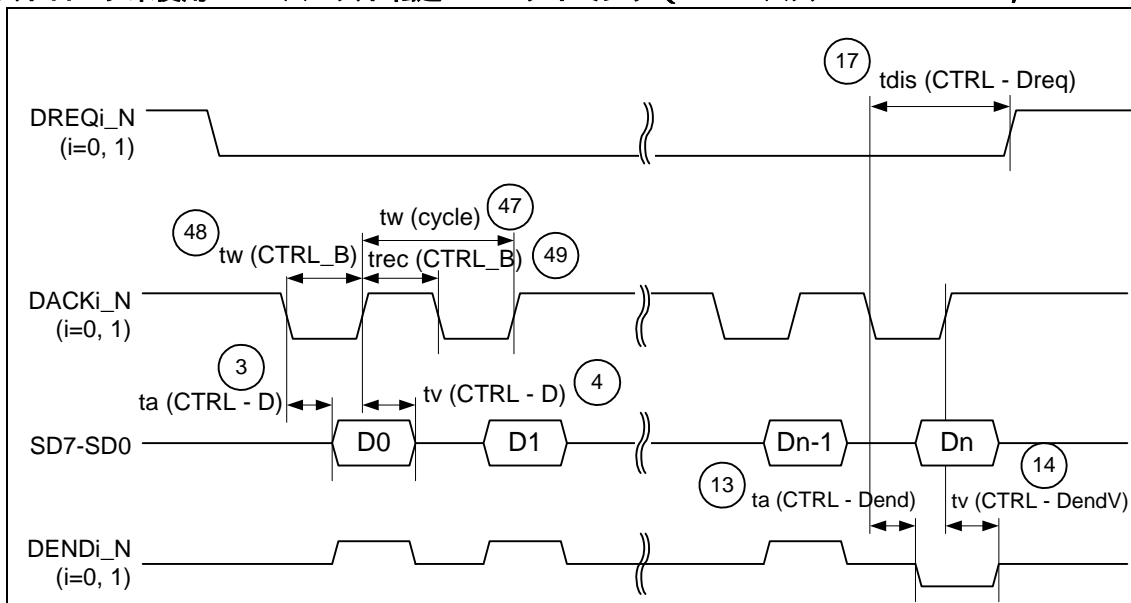 17
tdis (CTRL - Dreq)
DREQi_N
(i=0, 1)
tw (cycle)
47
48
tw (CTRL_B)
trec (CTRL_B)
49
DACKi_N
(i=0, 1)
3
ta (CTRL - D)
tv (CTRL - D)
4
SD7-SD0
D0
D1
Dn-1
Dn
13
ta (CTRL - Dend)
14
tv (CTRL - DendV)
DENDi_N
(i=0, 1)